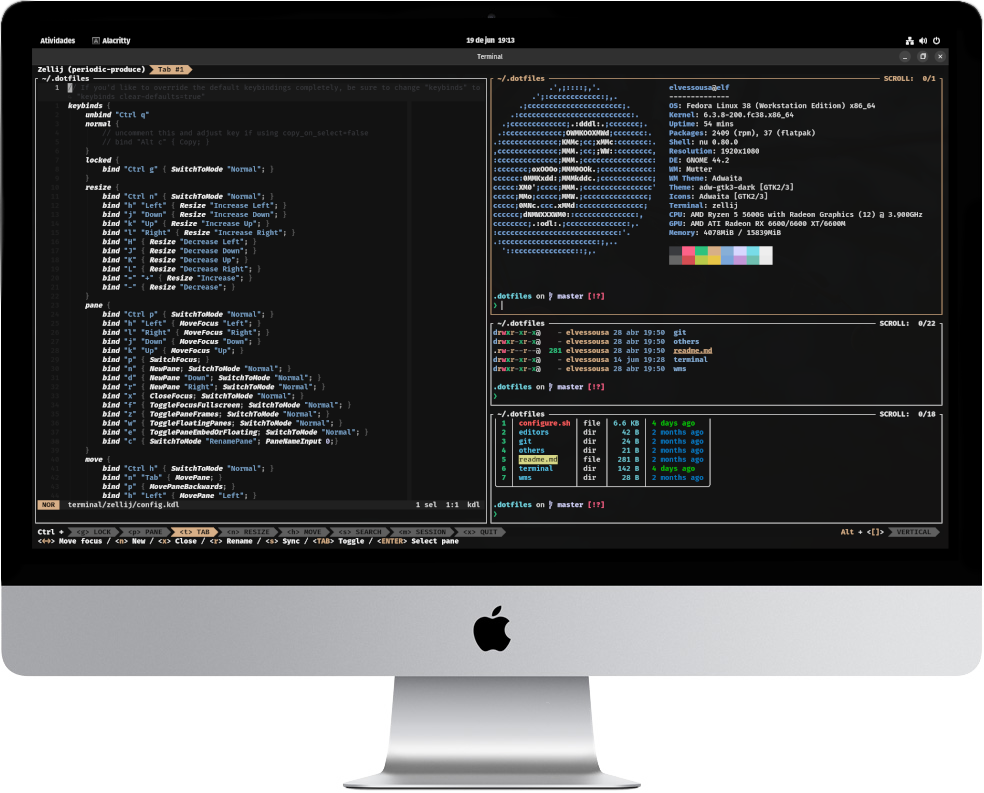 Atividades
Alacritty
19 de jun 19:13
Terminal
Zellij (periodic-produce) Tab #1
~/.dotfiles
1 // If you'd like to override the default keybindings completely, be sure to change "keybinds" to
"keybinds clear-defaults=true"
keybinds {
unbind "Ctrl q"
normal {
// uncomment this and adjust key if using copy_on_select=false
// bind "Alt c" { Copy; }
}
locked {
bind "Ctrl g" { SwitchToMode "Normal"; }
}
resize {
bind "Ctrl n" { SwitchToMode "Normal"; }
bind "h" "Left" { Resize "Increase Left"; }
bind "j" "Down" { Resize "Increase Down"; }
bind "k" "Up" { Resize "Increase Up"; }
bind "l" "Right" { Resize "Increase Right"; }
bind "H" { Resize "Decrease Left"; }
bind "J" { Resize "Decrease Down"; }
bind "K" { Resize "Decrease Up"; }
bind "L" { Resize "Decrease Right"; }
bind "=" "+" { Resize "Increase"; }
bind "-" { Resize "Decrease"; }
}
pane {
bind "Ctrl p" { SwitchToMode "Normal"; }
bind "h" "Left" { MoveFocus "Left"; }
bind "l" "Right" { MoveFocus "Right"; }
bind "j" "Down" { MoveFocus "Down"; }
bind "k" "Up" { MoveFocus "Up"; }
bind "p" { SwitchFocus; }
bind "n" { NewPane; SwitchToMode "Normal"; }
bind "d" { NewPane "Down"; SwitchToMode "Normal"; }
bind "r" { NewPane "Right"; SwitchToMode "Normal"; }
bind "x" { CloseFocus; SwitchToMode "Normal"; }
bind "f" { ToggleFocusFullscreen; SwitchToMode "Normal"; }
bind "z" { TogglePaneFrames; SwitchToMode "Normal"; }
bind "w" { ToggleFloatingPanes; SwitchToMode "Normal"; }
bind "e" { TogglePaneEmbedOrFloating; SwitchToMode "Normal"; }
bind "c" { SwitchToMode "RenamePane"; PaneNameInput 0;}
}
move {
bind "Ctrl h" { SwitchToMode "Normal"; }
bind "n" "Tab" { MovePane; }
bind "p" { MovePaneBackwards; }
bind "h" "Left" { MovePane "Left"; }
NOR terminal/zellij/config.kdl 1 sel 1:1 kdl
~/.dotfiles SCROLL: 0/1
elvessousa@elf
--------------
OS: Fedora Linux 38 (Workstation Edition) x86_64
Kernel: 6.3.8-200.fc38.x86_64
Uptime: 54 mins
Packages: 2409 (rpm), 37 (flatpak)
Shell: nu 0.80.0
Resolution: 1920x1080
DE: GNOME 44.2
WM: Mutter
WM Theme: Adwaita
Theme: adw-gtk3-dark [GTK2/3]
Icons: Adwaita [GTK2/3]
Terminal: zellij
CPU: AMD Ryzen 5 5600G with Radeon Graphics (12) @ 3.900GHz
GPU: AMD ATI Radeon RX 6600/6600 XT/6600M
Memory: 4078MiB / 15839MiB
.dotfiles on master [!?]
❯
~/.dotfiles SCROLL: 0/22
drwxr-xr-x@ - elvessousa 28 abr 19:50 git
drwxr-xr-x@ - elvessousa 28 abr 19:50 others
.rw-r--r--@ 281 elvessousa 28 abr 19:50 readme.md
drwxr-xr-x@ - elvessousa 14 jun 19:28 terminal
drwxr-xr-x@ - elvessousa 28 abr 19:50 wms
.dotfiles on master [!?]
❯
~/.dotfiles SCROLL: 0/18
1 configure.sh file 6.6 KB 4 days ago
2 editors dir 42 B 2 months ago
3 git dir 24 B 2 months ago
4 others dir 21 B 2 months ago
5 readme.md file 281 B 2 months ago
6 terminal dir 142 B 4 days ago
7 wms dir 28 B 2 months ago
.dotfiles on master [!?]
❯
Ctrl + <g> LOCK <p> PANE <t> TAB <n> RESIZE <h> MOVE <s> SEARCH <o> SESSION <q> QUIT Alt + <[]> VERTICAL
<←→> Move focus / <n> New / <x> Close / <r> Rename / <s> Sync / <TAB> Toggle / <ENTER> Select pane